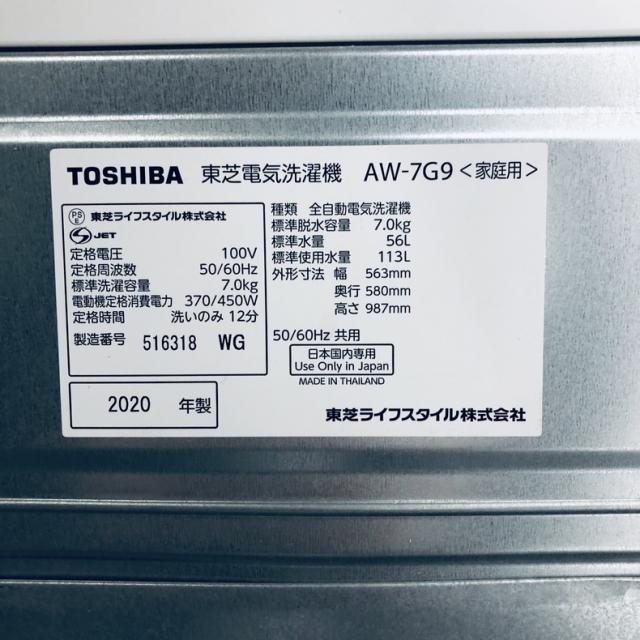 TOSHIBA 東芝電気洗濯機 AW-7G9 <家庭用>
PS E 東芝ライフスタイル株式会社
S JET
定格電圧 100V
定格周波数 50/60Hz
標準洗濯容量 7.0kg
電動機定格消費電力 370/450W
定格時間 洗いのみ 12分
製造番号 516318 WG
2020 年製
種類 全自動電気洗濯機
標準脱水容量 7.0kg
標準水量 56L
標準使用水量 113L
外形寸法 幅 563mm
奥行 580mm
高さ 987mm
50/60Hz 共用
日本国内専用
Use Only in Japan
MADE IN THAILAND
東芝ライフスタイル株式会社